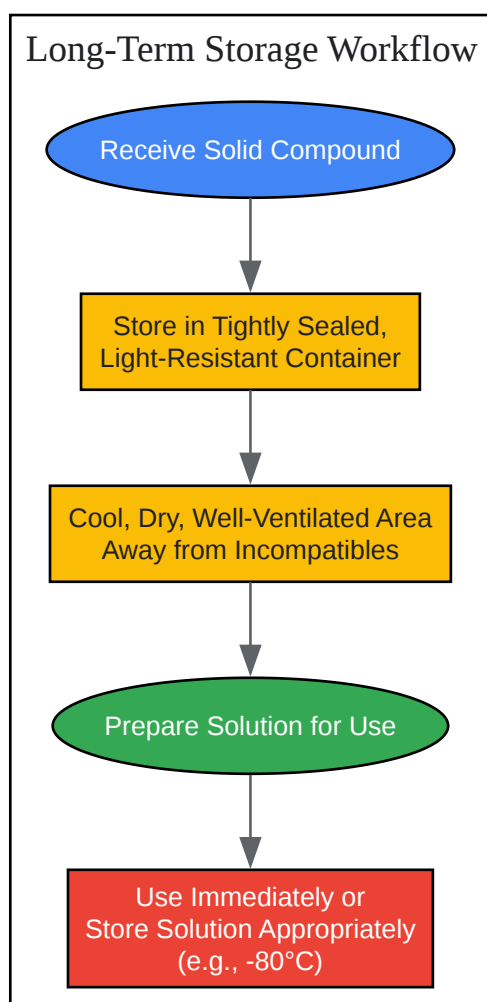 Long-Term Storage Workflow
Receive Solid Compound
Store in Tightly Sealed,
Light-Resistant Container
Cool, Dry, Well-Ventilated Area
Away from Incompatibles
Prepare Solution for Use
Use Immediately or
Store Solution Appropriately
(e.g., -80°C)